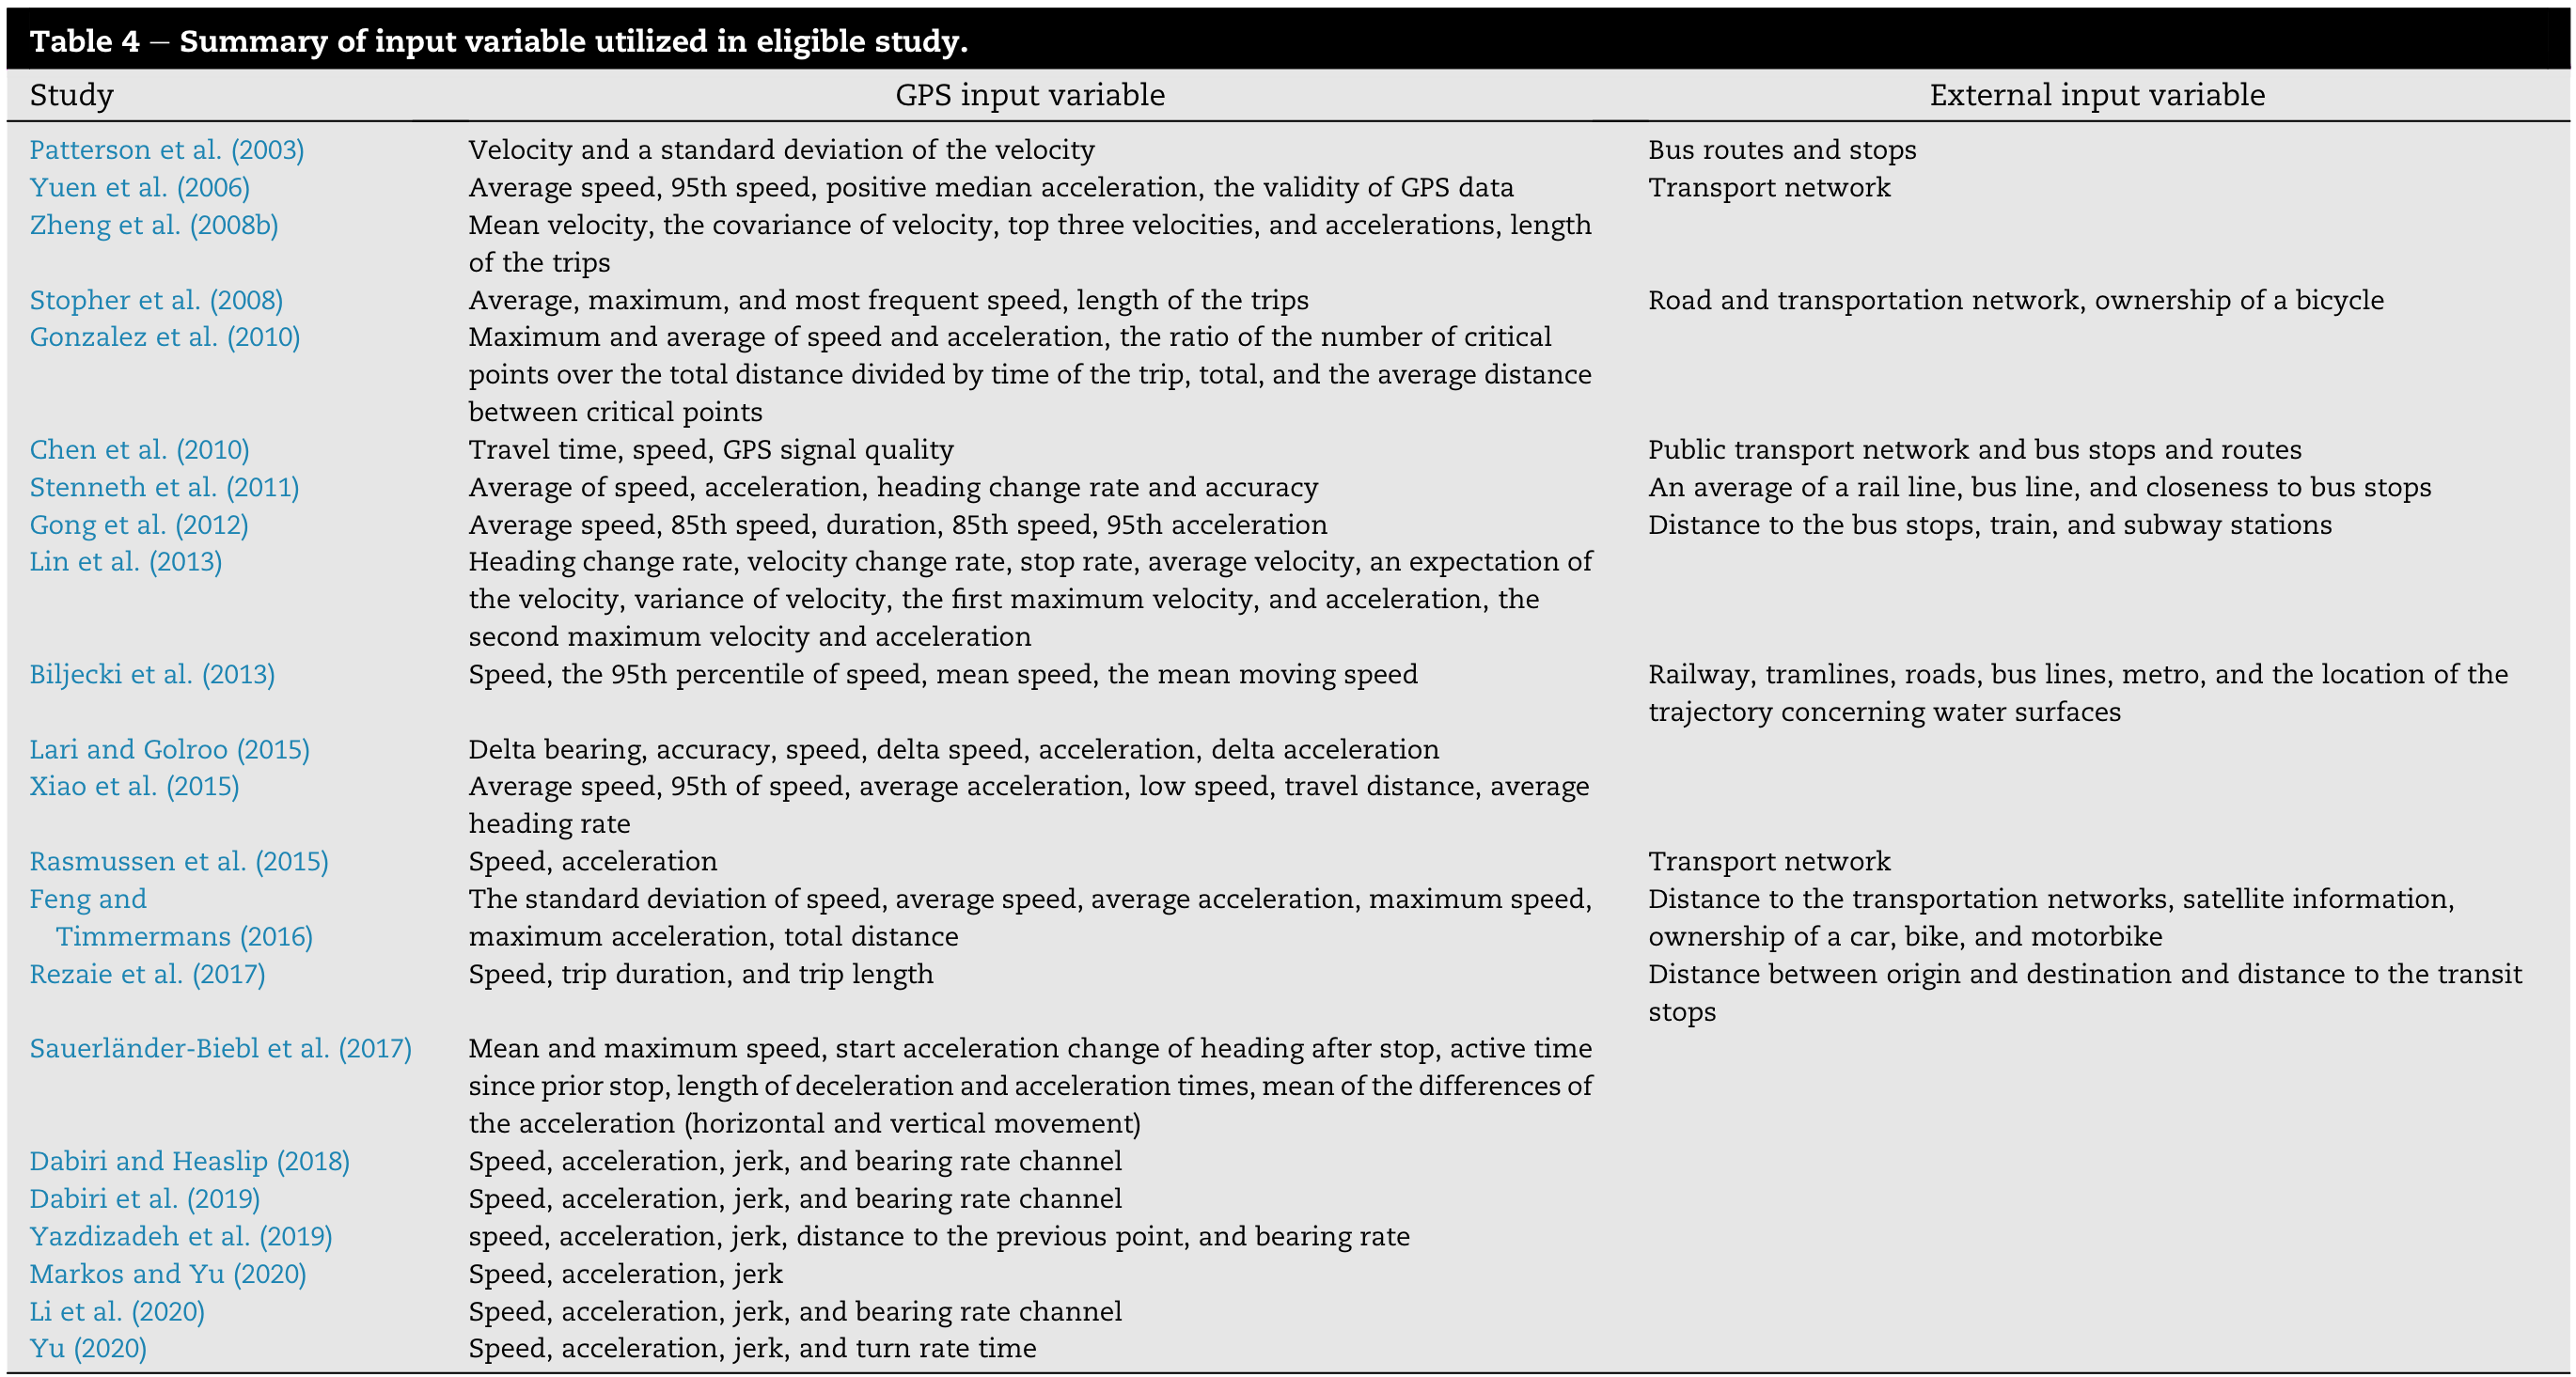 Table 4 – Summary of input variable utilized in eligible study.
Study GPS input variable External input variable
Patterson et al. (2003) Velocity and a standard deviation of the velocity Bus routes and stops
Yuen et al. (2006) Average speed, 95th speed, positive median acceleration, the validity of GPS data Transport network
Zheng et al. (2008b) Mean velocity, the covariance of velocity, top three velocities, and accelerations, length
of the trips
Stopher et al. (2008) Average, maximum, and most frequent speed, length of the trips Road and transportation network, ownership of a bicycle
Gonzalez et al. (2010) Maximum and average of speed and acceleration, the ratio of the number of critical
points over the total distance divided by time of the trip, total, and the average distance
between critical points
Chen et al. (2010) Travel time, speed, GPS signal quality Public transport network and bus stops and routes
Stenneth et al. (2011) Average of speed, acceleration, heading change rate and accuracy An average of a rail line, bus line, and closeness to bus stops
Gong et al. (2012) Average speed, 85th speed, duration, 85th speed, 95th acceleration Distance to the bus stops, train, and subway stations
Lin et al. (2013) Heading change rate, velocity change rate, stop rate, average velocity, an expectation of
the velocity, variance of velocity, the first maximum velocity, and acceleration, the
second maximum velocity and acceleration
Biljecki et al. (2013) Speed, the 95th percentile of speed, mean speed, the mean moving speed Railway, tramlines, roads, bus lines, metro, and the location of the
trajectory concerning water surfaces
Lari and Golroo (2015) Delta bearing, accuracy, speed, delta speed, acceleration, delta acceleration
Xiao et al. (2015) Average speed, 95th of speed, average acceleration, low speed, travel distance, average
heading rate
Rasmussen et al. (2015) Speed, acceleration Transport network
Feng and The standard deviation of speed, average speed, average acceleration, maximum speed, Distance to the transportation networks, satellite information,
Timmermans (2016) maximum acceleration, total distance ownership of a car, bike, and motorbike
Rezaie et al. (2017) Speed, trip duration, and trip length Distance between origin and destination and distance to the transit
stops
Sauerländer-Biebl et al. (2017) Mean and maximum speed, start acceleration change of heading after stop, active time
since prior stop, length of deceleration and acceleration times, mean of the differences of
the acceleration (horizontal and vertical movement)
Dabiri and Heaslip (2018) Speed, acceleration, jerk, and bearing rate channel
Dabiri et al. (2019) Speed, acceleration, jerk, and bearing rate channel
Yazdizadeh et al. (2019) speed, acceleration, jerk, distance to the previous point, and bearing rate
Markos and Yu (2020) Speed, acceleration, jerk
Li et al. (2020) Speed, acceleration, jerk, and bearing rate channel
Yu (2020) Speed, acceleration, jerk, and turn rate time